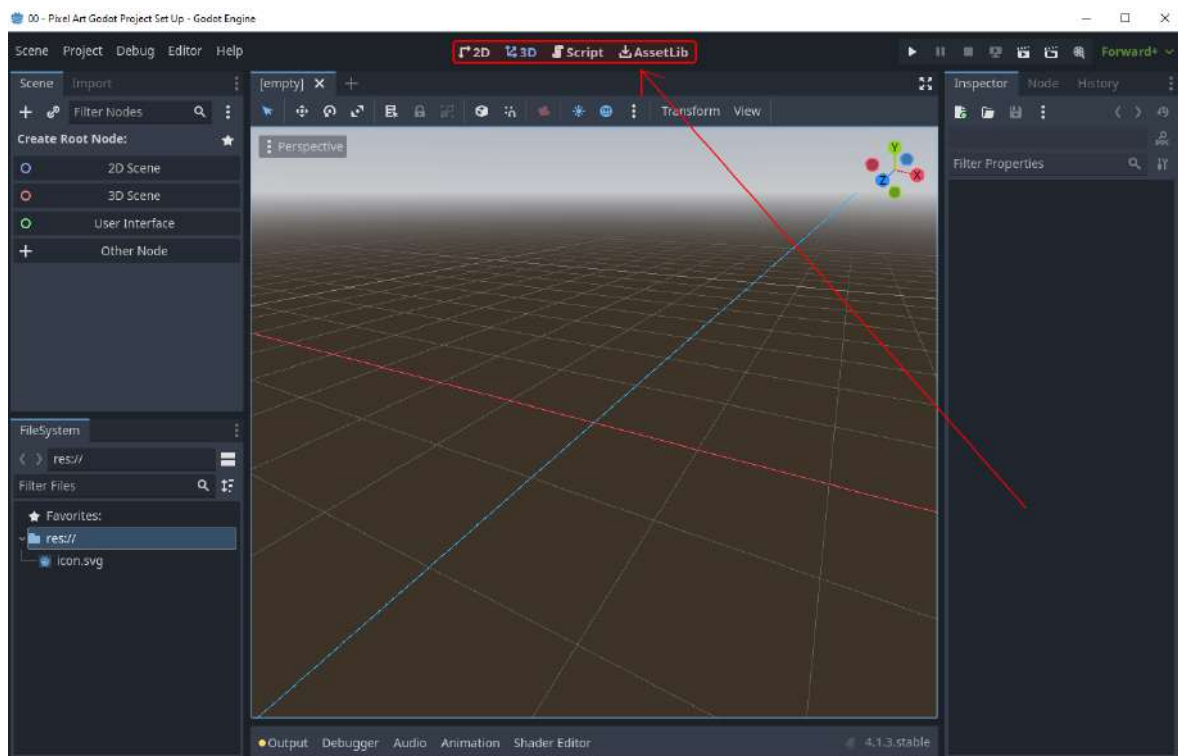 00 - Pixel Art Godot Project Set Up - Godot Engine
Scene Project Debug Editor Help
2D 3D Script AssetLib
Forward+
Scene Import
[empty]
Inspector Node History
Filter Nodes
Transform View
Create Root Node:
Perspective
Filter Properties
2D Scene
3D Scene
User Interface
Other Node
Y
X
Z
FileSystem
res://
Filter Files
Favorites:
res://
icon.svg
Output Debugger Audio Animation Shader Editor
4.1.3.stable